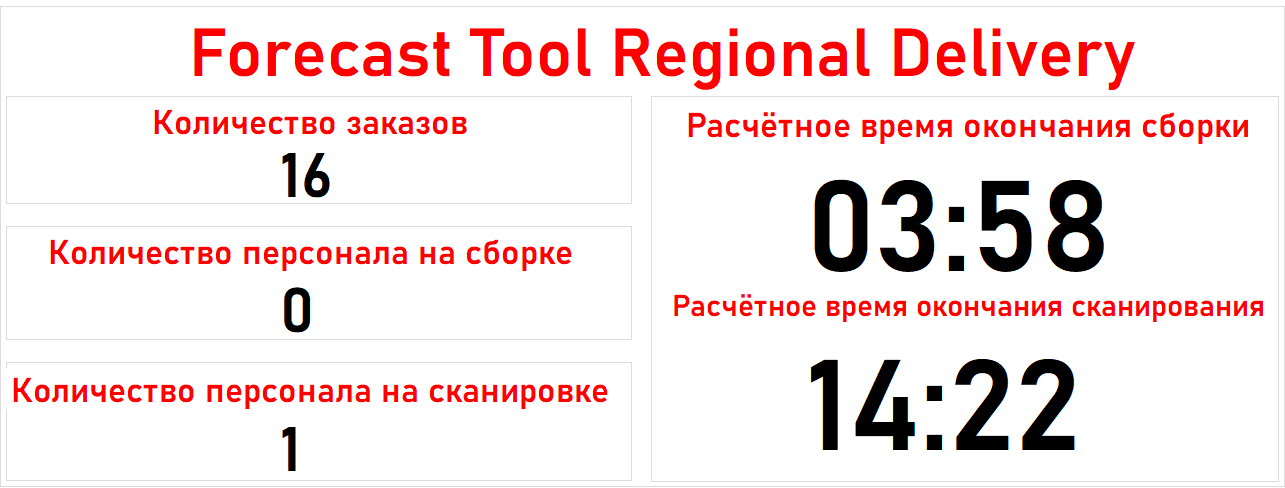 Forecast Tool Regional Delivery
Количество заказов
16
Количество персонала на сборке
0
Количество персонала на сканировке
1
Расчётное время окончания сборки
03:58
Расчётное время окончания сканирования
14:22